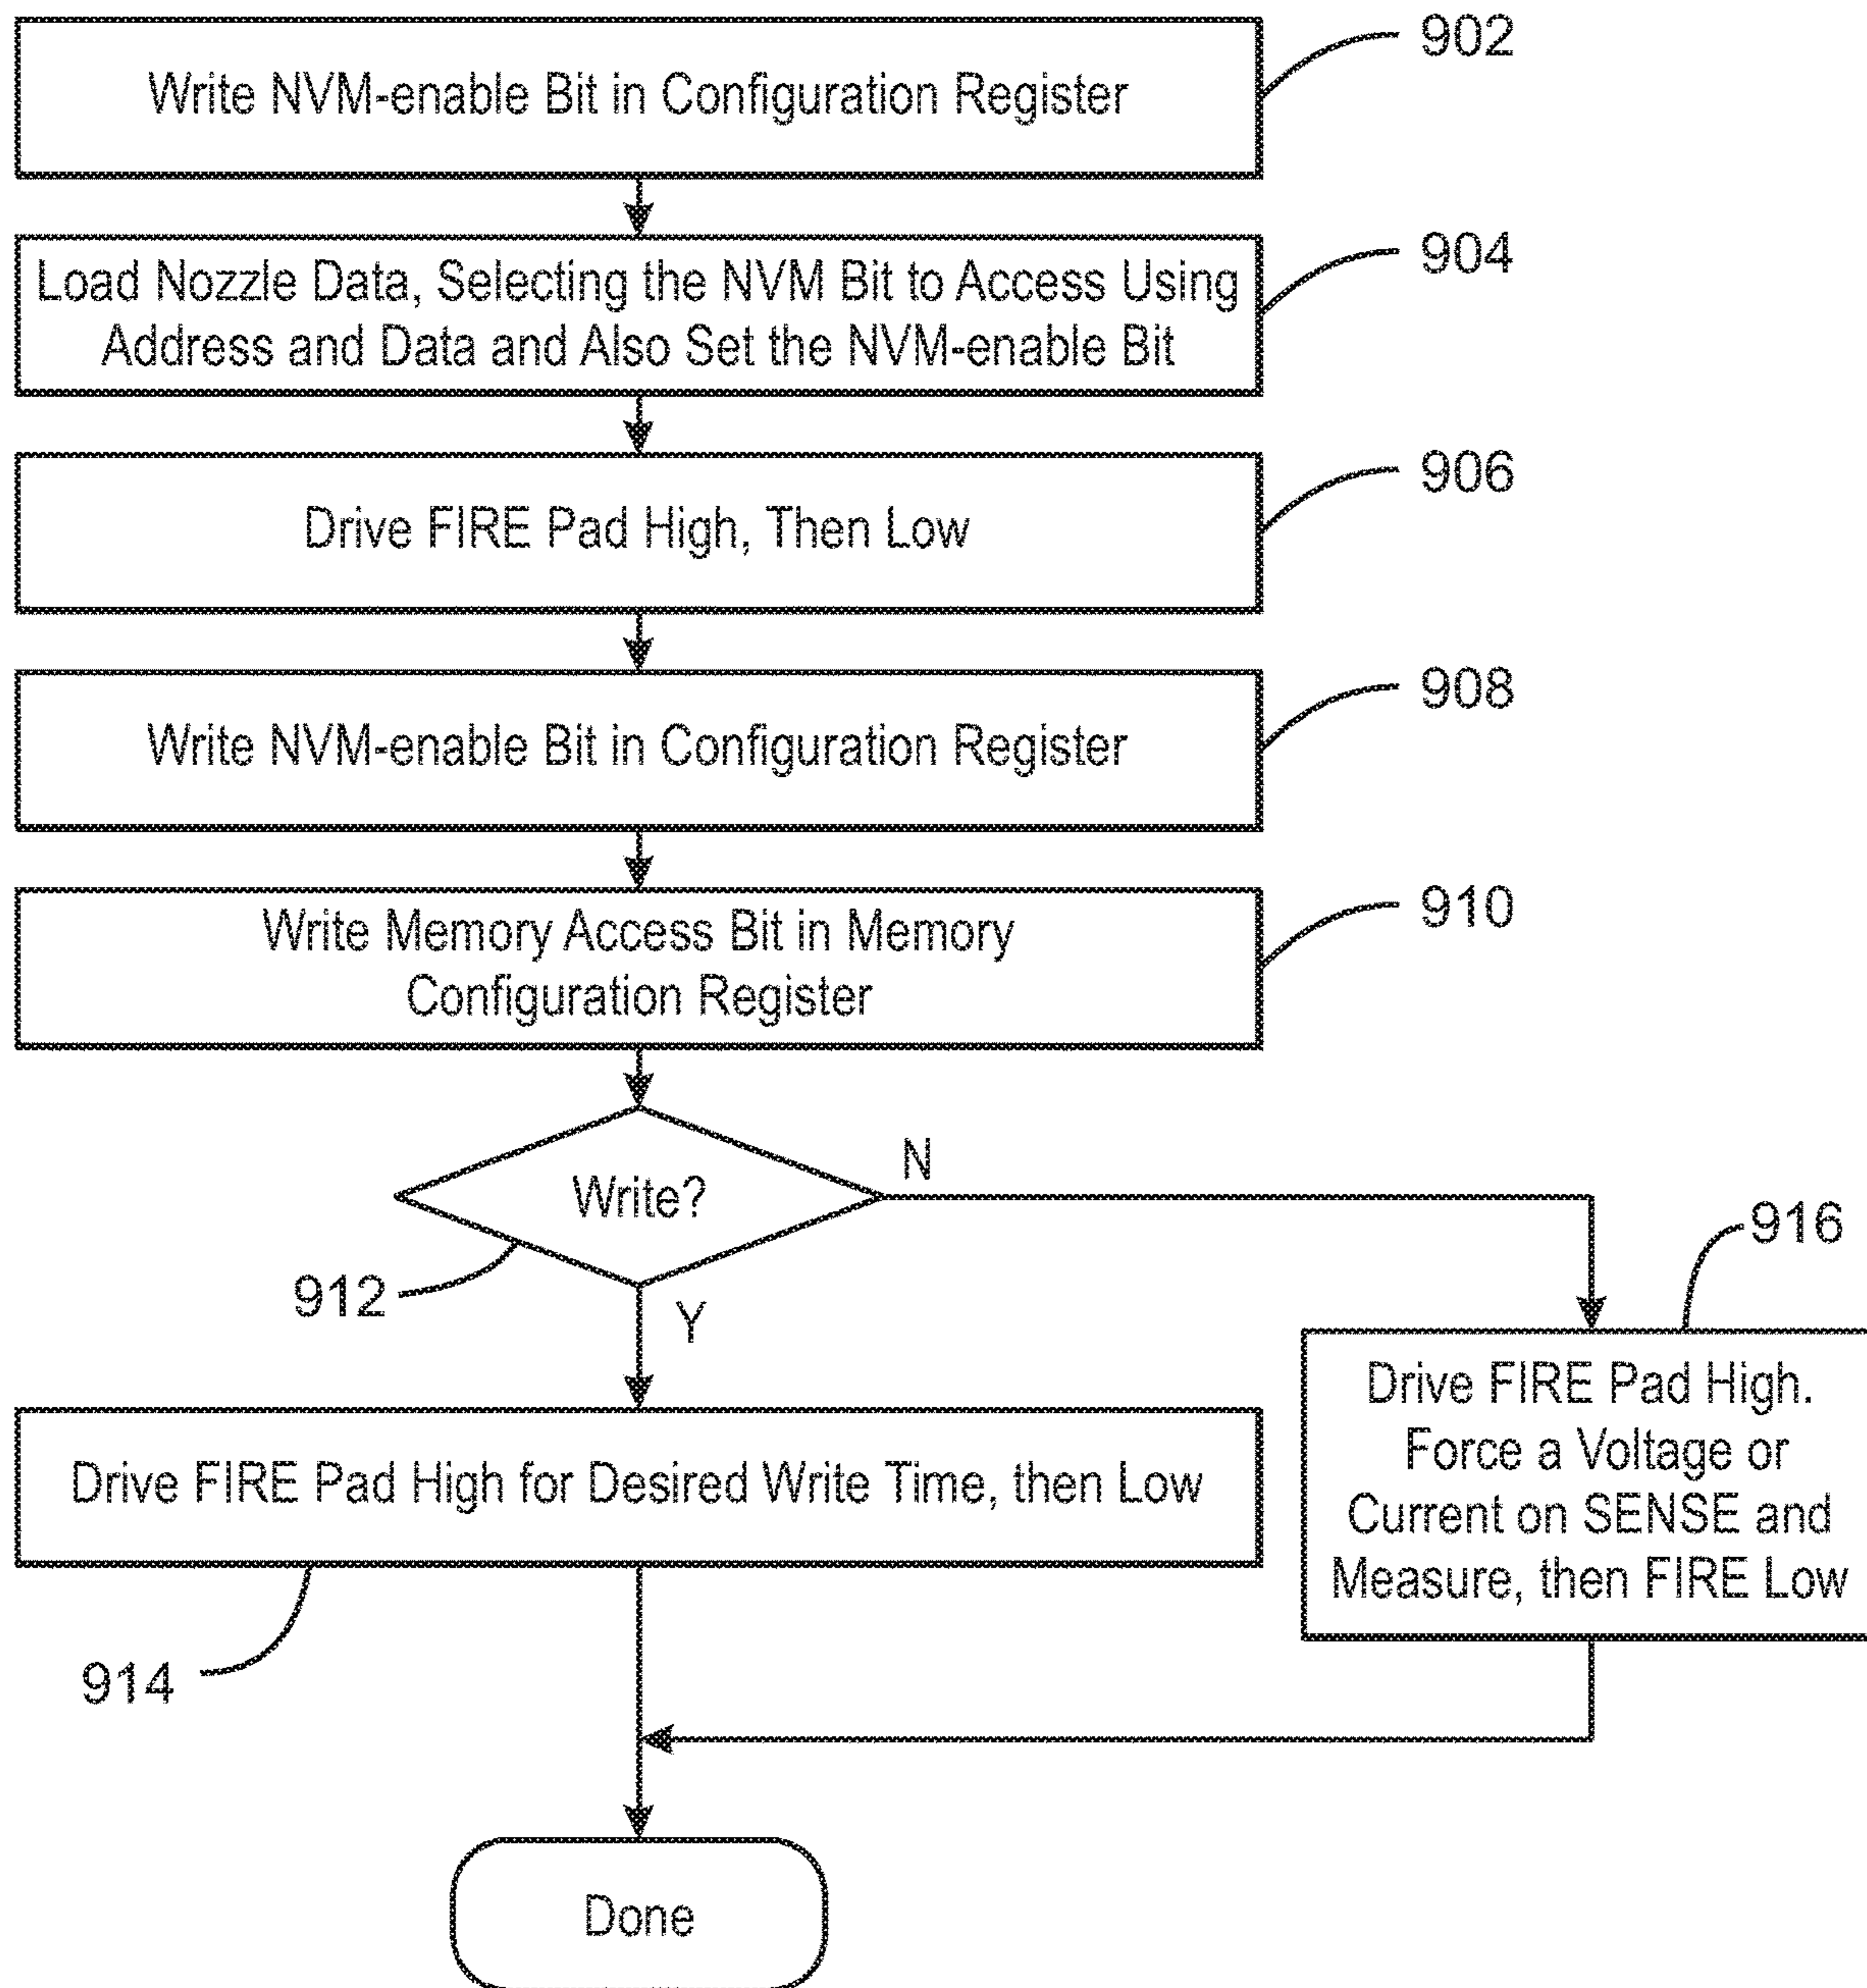 902
Write NVM-enable Bit in Configuration Register
904
Load Nozzle Data, Selecting the NVM Bit to Access Using
Address and Data and Also Set the NVM-enable Bit
906
Drive FIRE Pad High, Then Low
908
Write NVM-enable Bit in Configuration Register
910
Write Memory Access Bit in Memory
Configuration Register
N
Write?
916
912
Y
Drive FIRE Pad High.
Force a Voltage or
Current on SENSE and
Measure, then FIRE Low
Drive FIRE Pad High for Desired Write Time, then Low
914
Done